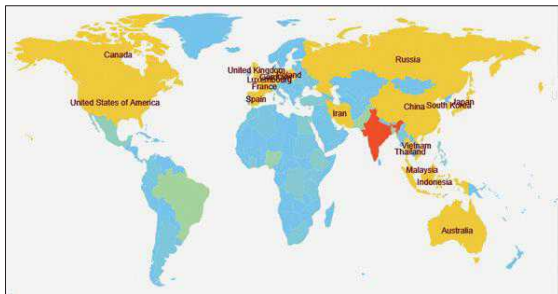 Canada
Russia
United Kingdom
Luxembourg
France
Spain
United States of America
Iran
China
South Korea
Japan
Vietnam
Thailand
Malaysia
Indonesia
Australia